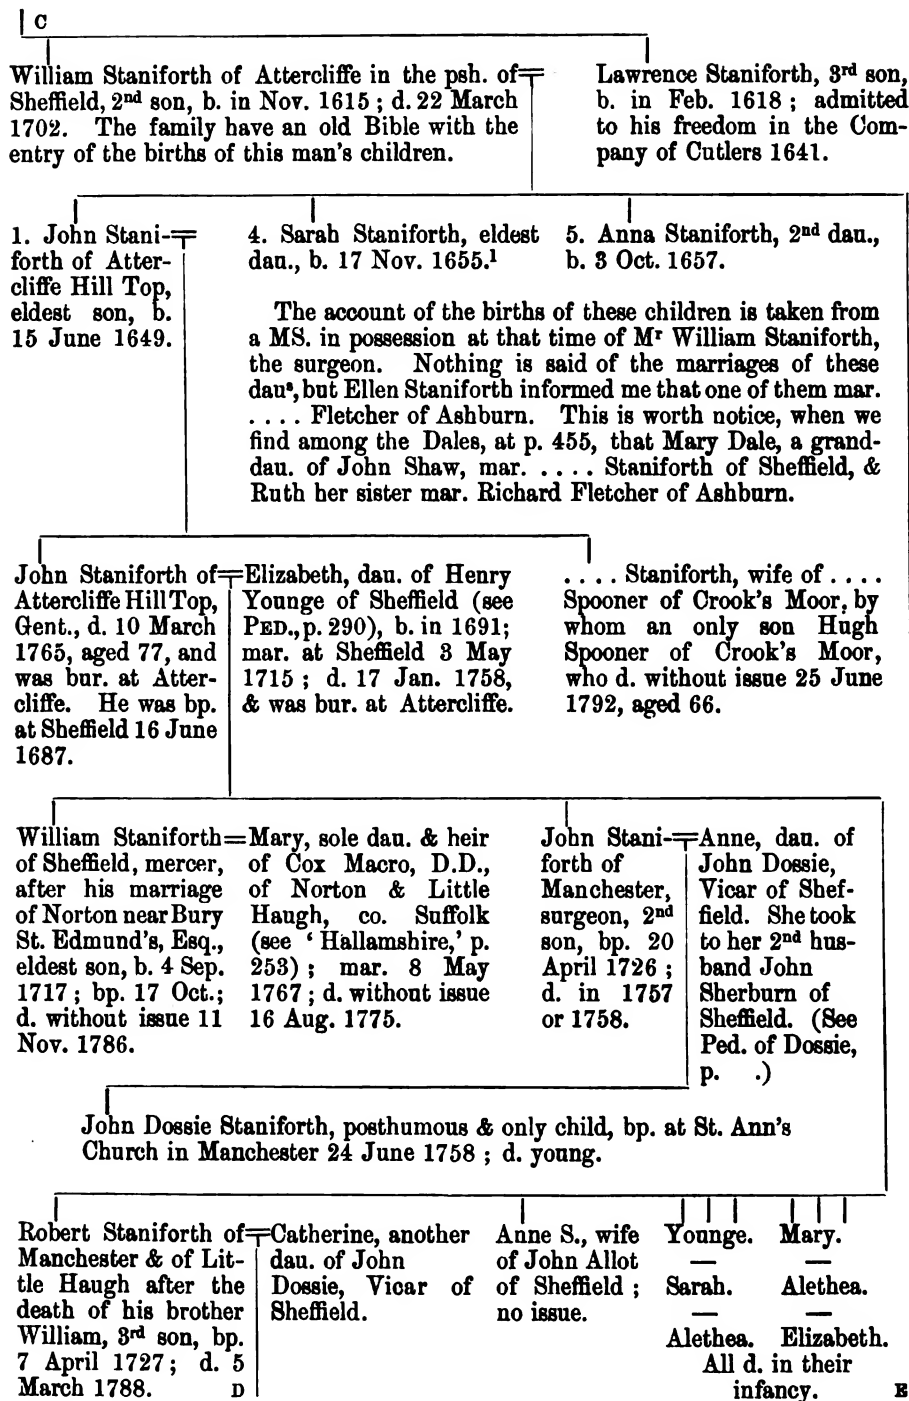 C
William Staniforth of Attercliffe in the psh. of
Sheffield, 2nd son, b. in Nov. 1615 ; d. 22 March
1702. The family have an old Bible with the
entry of the births of this man's children.
Lawrence Staniforth, 3rd son,
b. in Feb. 1618 ; admitted
to his freedom in the Com-
pany of Cutlers 1641.
1. John Stani-
forth of Atter-
cliffe Hill Top,
eldest son, b.
15 June 1649.
4. Sarah Staniforth, eldest
dau., b. 17 Nov. 1655.1
5. Anna Staniforth, 2nd dau.,
b. 3 Oct. 1657.
The account of the births of these children is taken from
a MS. in possession at that time of Mr William Staniforth,
the surgeon. Nothing is said of the marriages of these
daus, but Ellen Staniforth informed me that one of them mar.
. . . . Fletcher of Ashburn. This is worth notice, when we
find among the Dales, at p. 455, that Mary Dale, a grand-
dau. of John Shaw, mar. . . . . Staniforth of Sheffield, &
Ruth her sister mar. Richard Fletcher of Ashburn.
John Staniforth of
Attercliffe Hill Top,
Gent., d. 10 March
1765, aged 77, and
was bur. at Atter-
cliffe. He was bp.
at Sheffield 16 June
1687.
Elizabeth, dau. of Henry
Younge of Sheffield (see
PED., p. 290), b. in 1691;
mar. at Sheffield 3 May
1715 ; d. 17 Jan. 1758,
& was bur. at Attercliffe.
. . . . Staniforth, wife of . . . .
Spooner of Crook's Moor, by
whom an only son Hugh
Spooner of Crook's Moor,
who d. without issue 25 June
1792, aged 66.
William Staniforth
of Sheffield, mercer,
after his marriage
of Norton near Bury
St. Edmund's, Esq.,
eldest son, b. 4 Sep.
1717 ; bp. 17 Oct.;
d. without issue 11
Nov. 1786.
Mary, sole dau. & heir
of Cox Macro, D.D.,
of Norton & Little
Haugh, co. Suffolk
(see ‘Hallamshire,’ p.
253) ; mar. 8 May
1767 ; d. without issue
16 Aug. 1775.
John Stani-
forth of
Manchester,
surgeon, 2nd
son, bp. 20
April 1726 ;
d. in 1757
or 1758.
Anne, dau. of
John Dossie,
Vicar of Shef-
field. She took
to her 2nd hus-
band John
Sherburn of
Sheffield. (See
Ped. of Dossie,
p. .)
John Dossie Staniforth, posthumous & only child, bp. at St. Ann's
Church in Manchester 24 June 1758 ; d. young.
Robert Staniforth of
Manchester & of Lit-
tle Haugh after the
death of his brother
William, 3rd son, bp.
7 April 1727 ; d. 5
March 1788. D
Catherine, another
dau. of John
Dossie, Vicar of
Sheffield.
Anne S., wife
of John Allot
of Sheffield ;
no issue.
Younge.
—
Sarah.
—
Alethea.
Mary.
—
Alethea.
—
Elizabeth.
All d. in their
infancy.
E